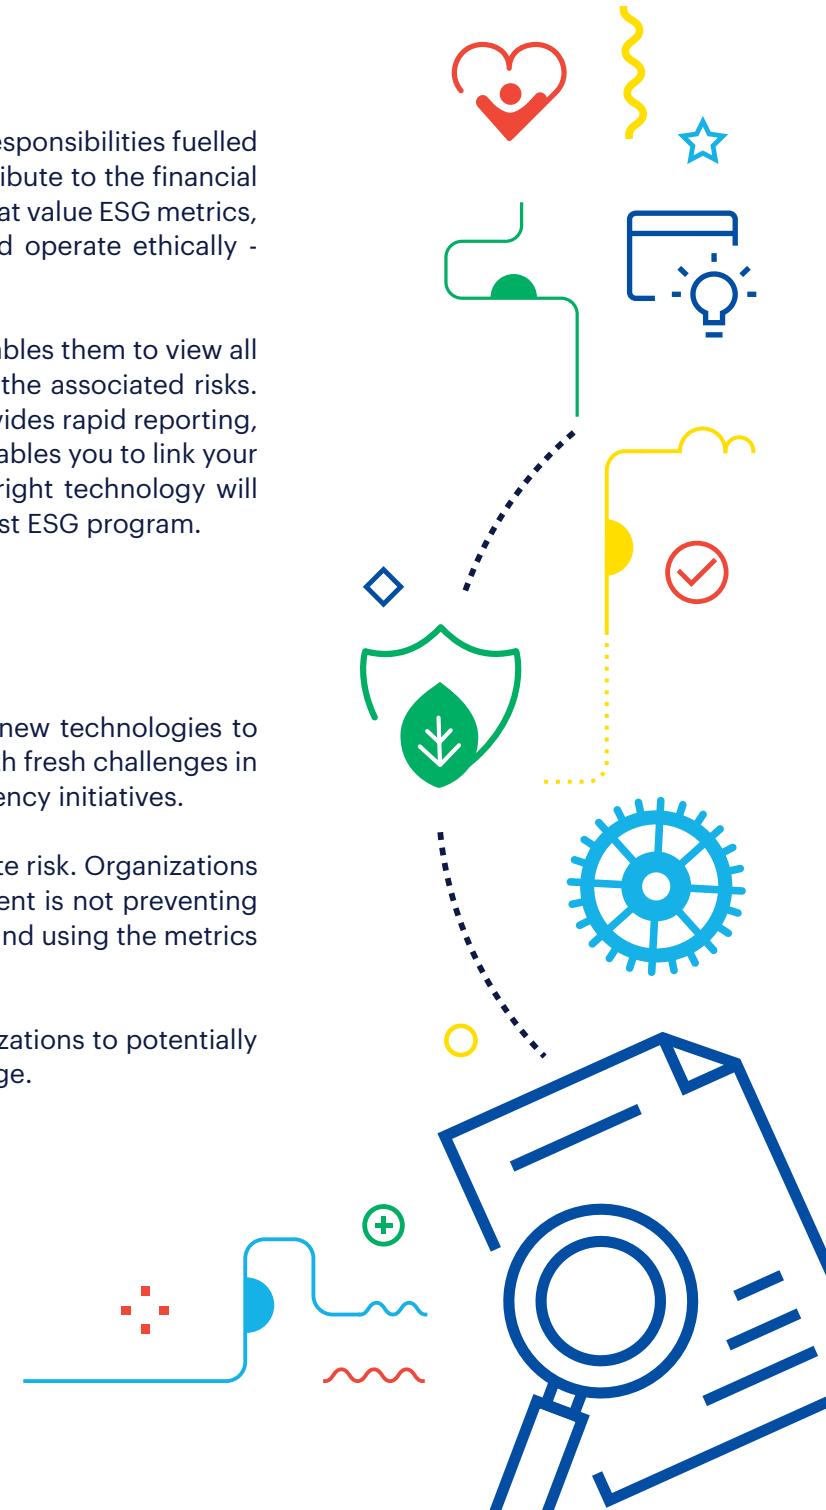 esponsibilities fuelled
ibute to the financial
at value ESG metrics,
d operate ethically -
ables them to view all
the associated risks.
vides rapid reporting,
ables you to link your
right technology will
st ESG program.
new technologies to
th fresh challenges in
ency initiatives.
te risk. Organizations
ent is not preventing
nd using the metrics
zations to potentially
ge.